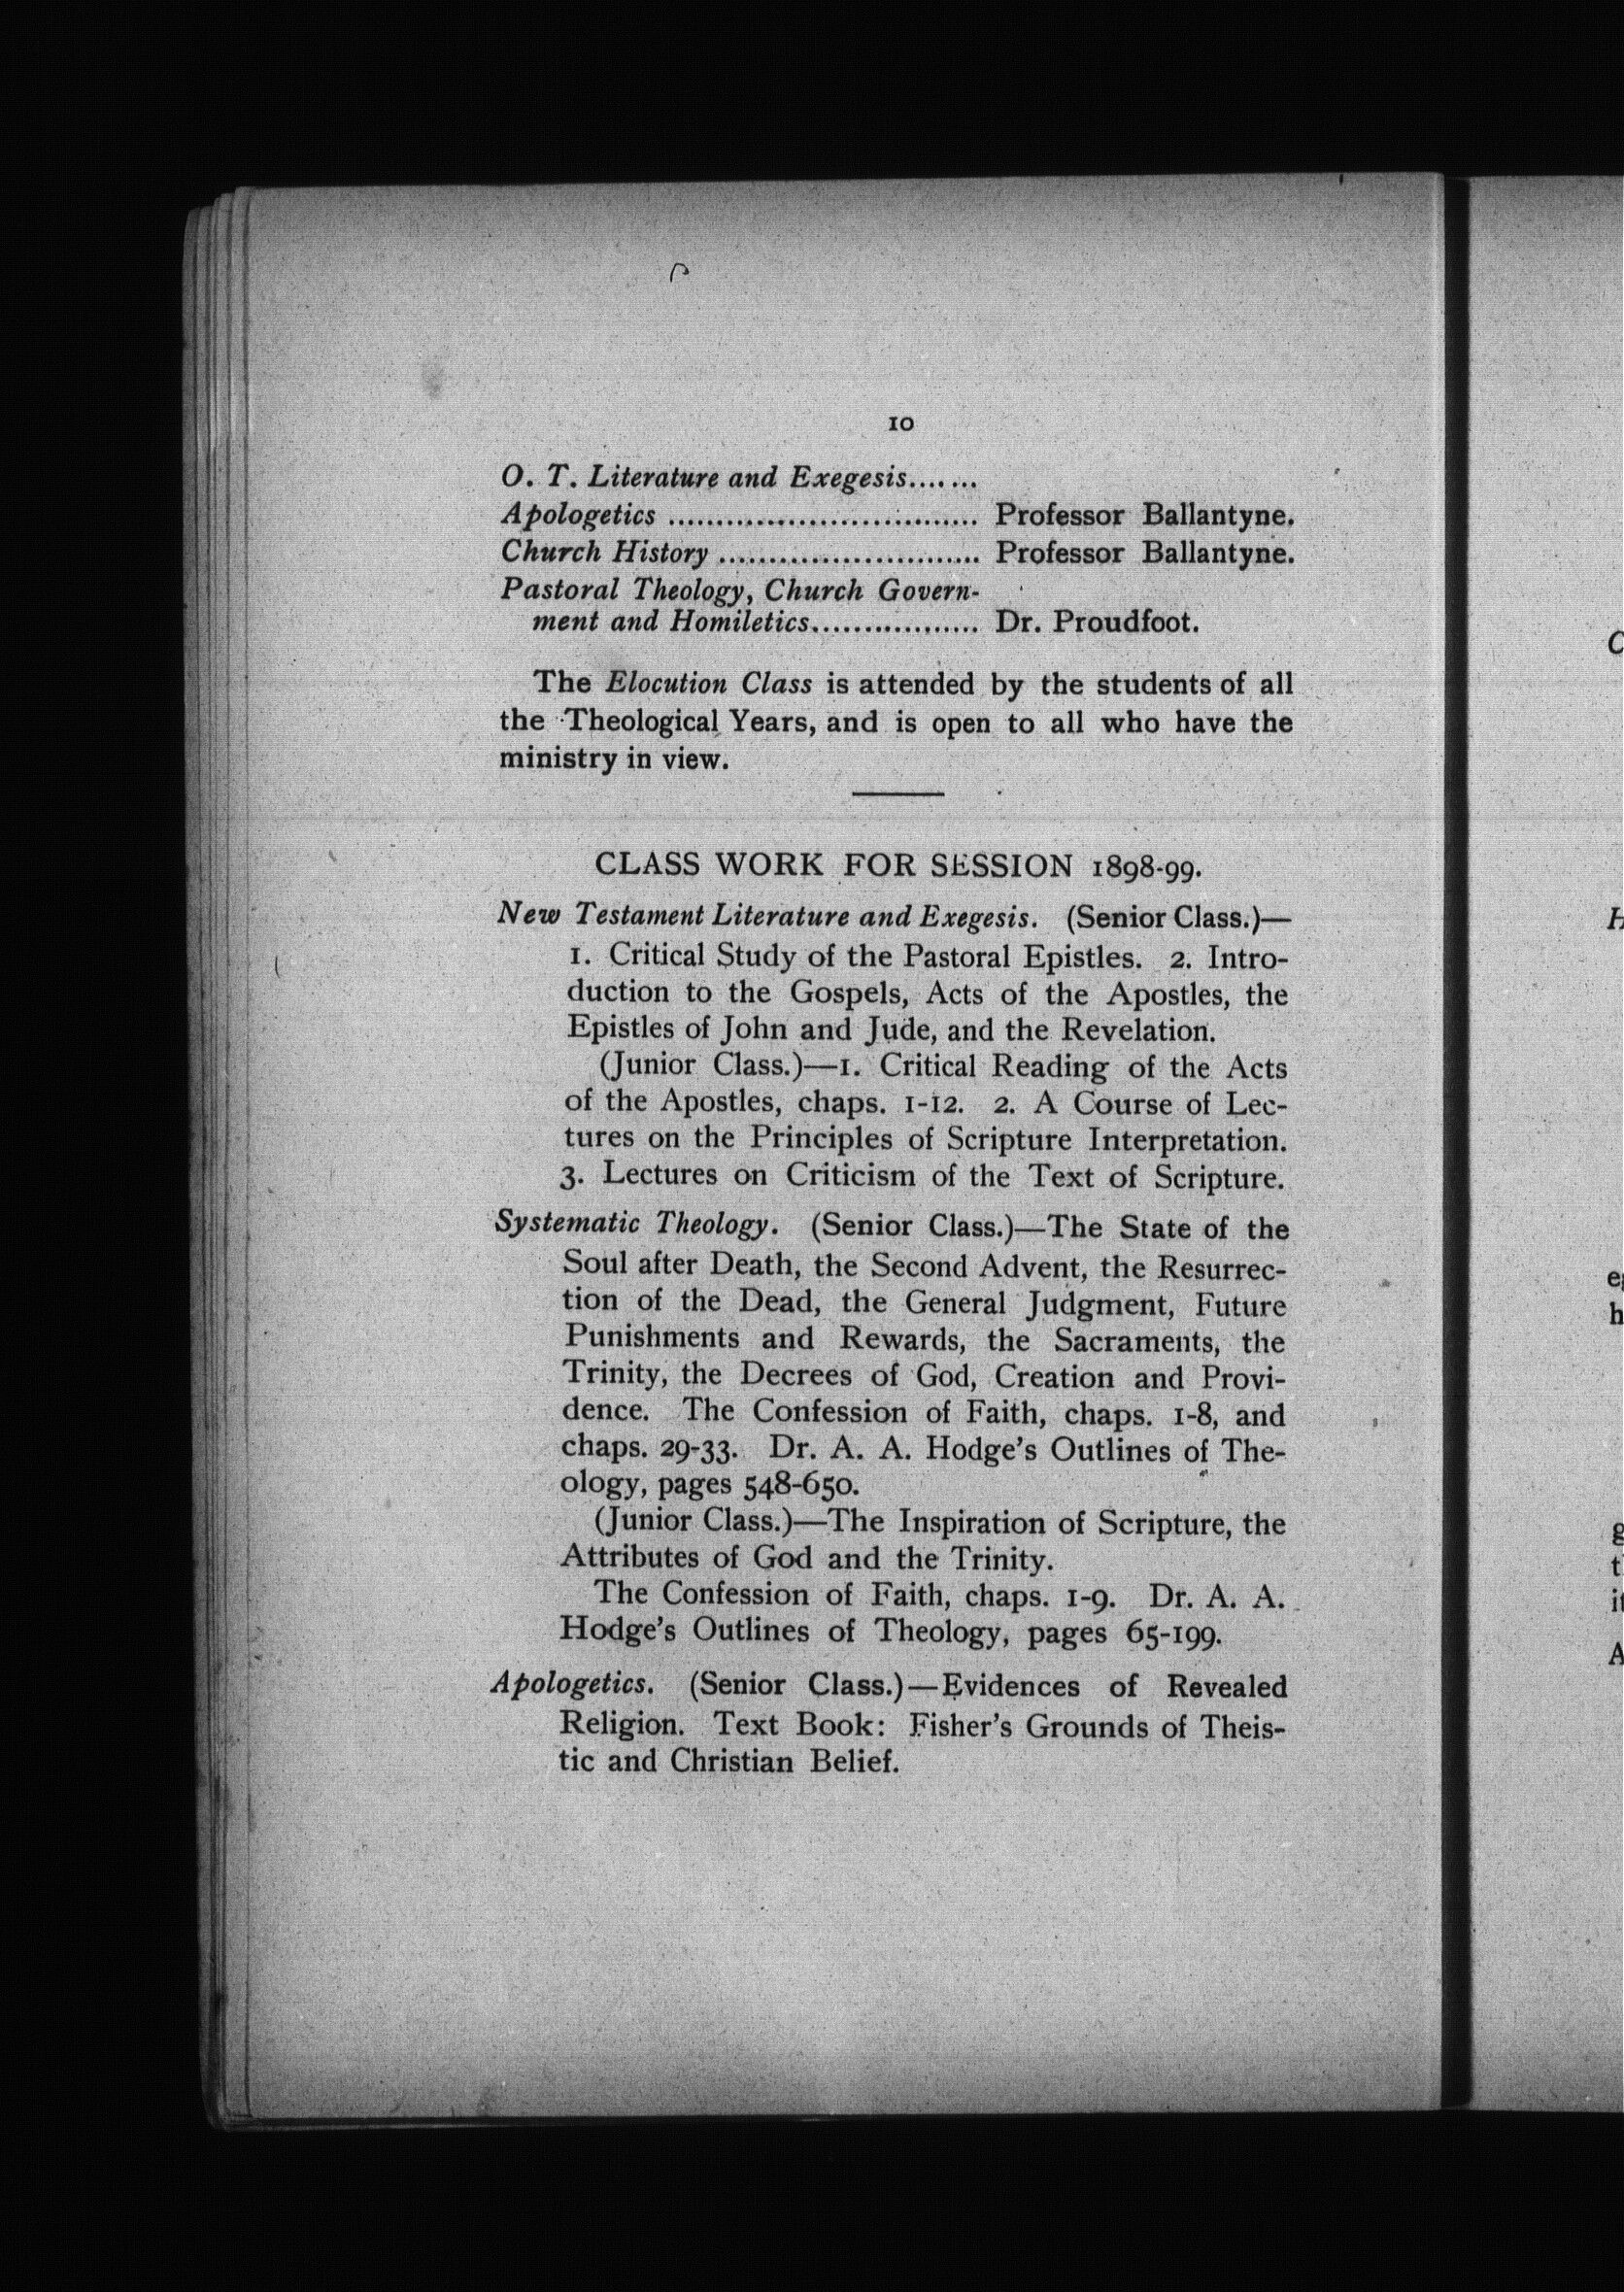 10
O. T. Literature and Exegesis.......
Apologetics ................................ Professor Ballantyne.
Church History ........................... Professor Ballantyne.
Pastoral Theology, Church Govern-
ment and Homiletics................. Dr. Proudfoot.
The Elocution Class is attended by the students of all
the Theological Years, and is open to all who have the
ministry in view.
CLASS WORK FOR SESSION 1898-99.
New Testament Literature and Exegesis. (Senior Class.)—
1. Critical Study of the Pastoral Epistles. 2. Intro-
duction to the Gospels, Acts of the Apostles, the
Epistles of John and Jude, and the Revelation.
(Junior Class.)—1. Critical Reading of the Acts
of the Apostles, chaps. 1-12. 2. A Course of Lec-
tures on the Principles of Scripture Interpretation.
3. Lectures on Criticism of the Text of Scripture.
Systematic Theology. (Senior Class.)—The State of the
Soul after Death, the Second Advent, the Resurrec-
tion of the Dead, the General Judgment, Future
Punishments and Rewards, the Sacraments, the
Trinity, the Decrees of God, Creation and Provi-
dence. The Confession of Faith, chaps. 1-8, and
chaps. 29-33. Dr. A. A. Hodge's Outlines of The-
ology, pages 548-650.
(Junior Class.)—The Inspiration of Scripture, the
Attributes of God and the Trinity.
The Confession of Faith, chaps. 1-9. Dr. A. A.
Hodge's Outlines of Theology, pages 65-199.
Apologetics. (Senior Class.)—Evidences of Revealed
Religion. Text Book: Fisher's Grounds of Theis-
tic and Christian Belief.